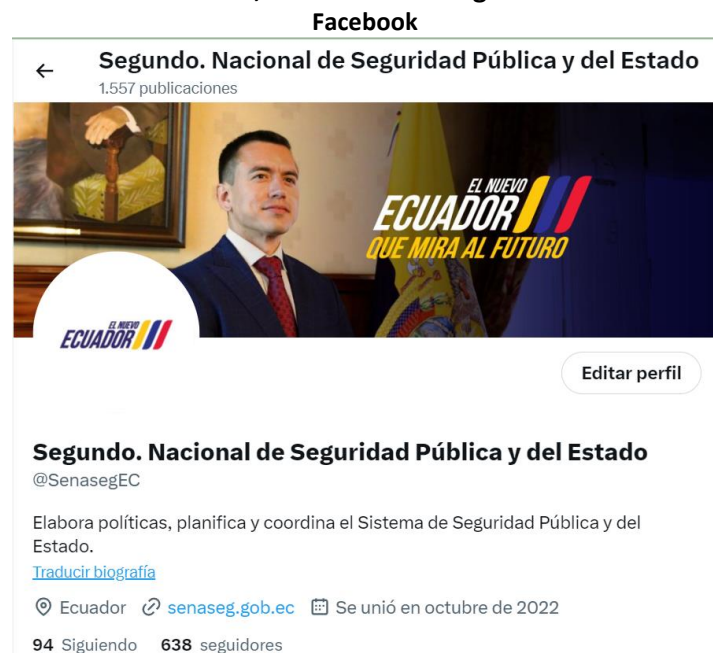 Facebook
Segundo. Nacional de Seguridad Pública y del Estado
1.557 publicaciones
EL NUEVO
ECUADOR
QUE MIRA AL FUTURO
EL NUEVO
ECUADOR
Editar perfil
Segundo. Nacional de Seguridad Pública y del Estado
@SenasegEC
Elabora políticas, planifica y coordina el Sistema de Seguridad Pública y del
Estado.
Traducir biografía
Ecuador senaseg.gob.ec Se unió en octubre de 2022
94 Siguiendo 638 seguidores